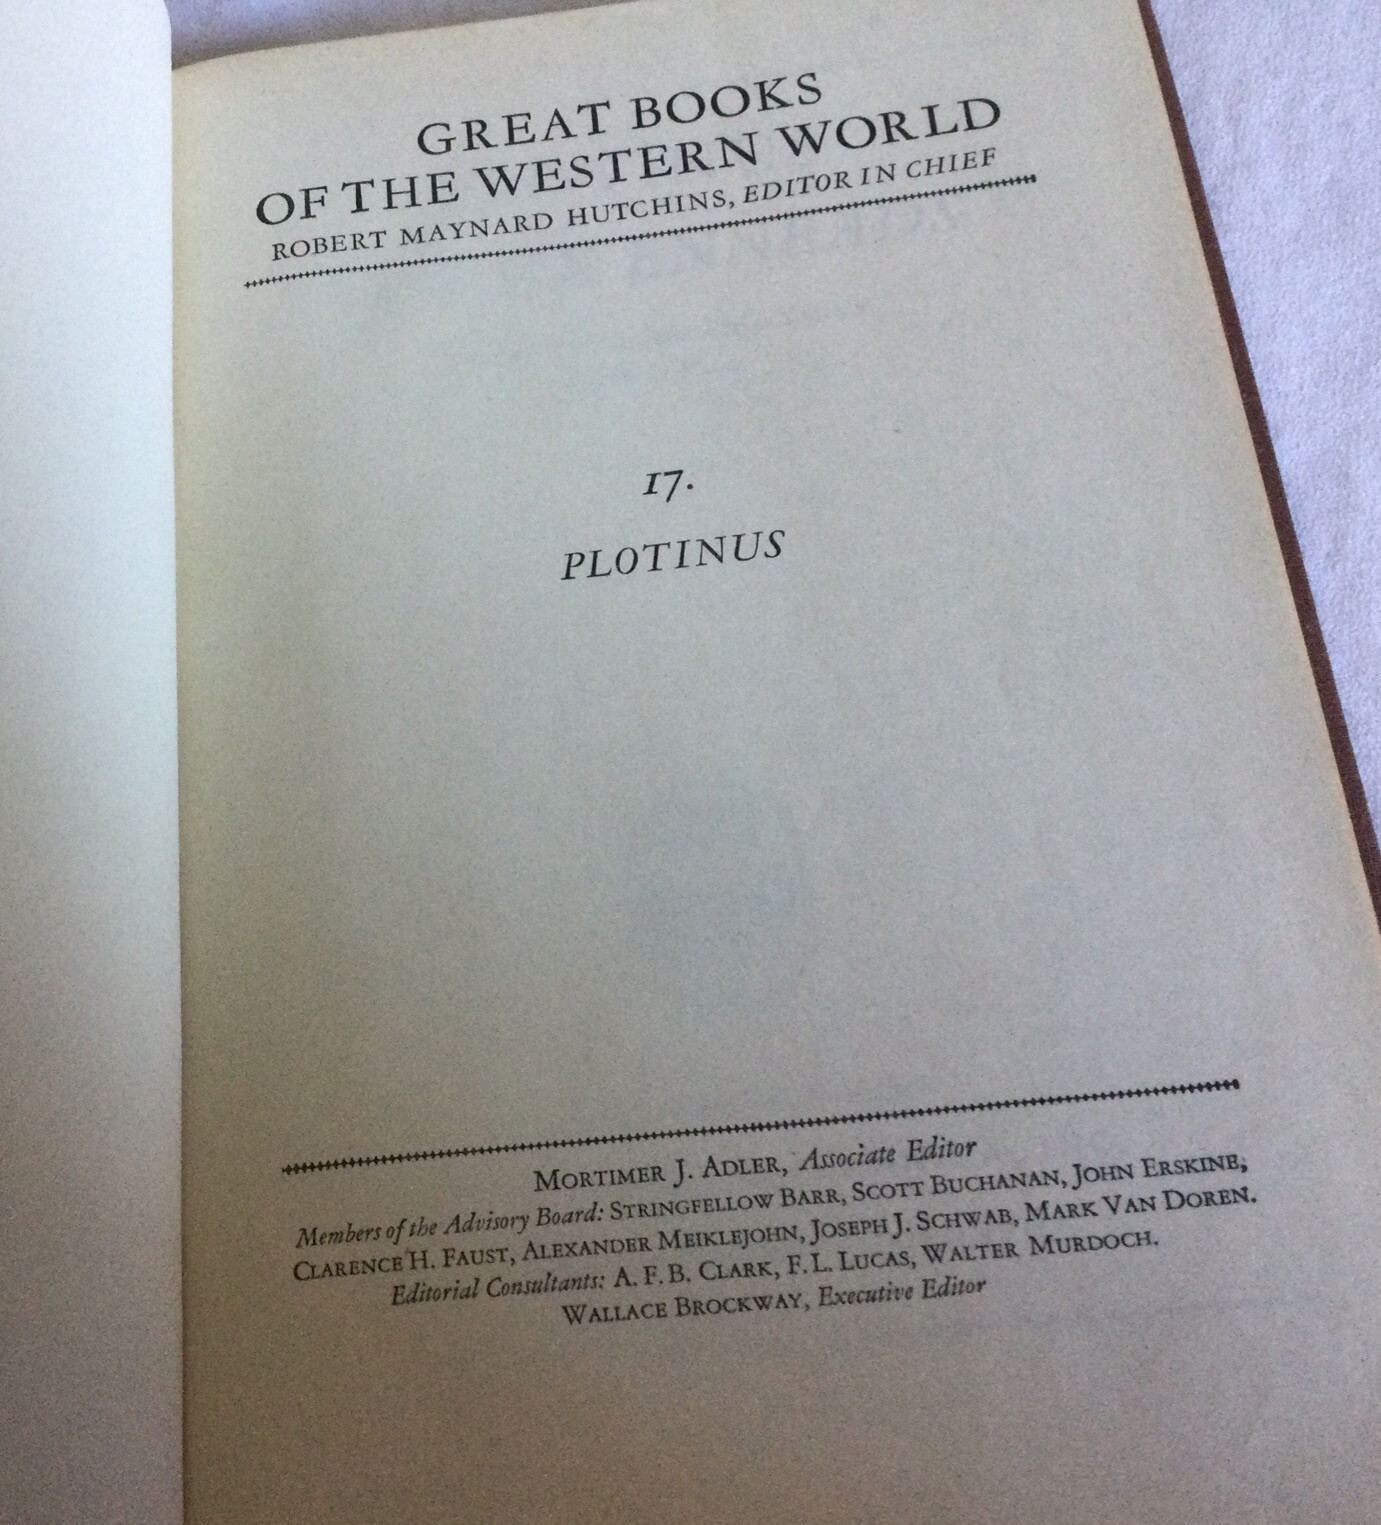 GREAT BOOKS
OF THE WESTERN WORLD
ROBERT MAYNARD HUTCHINS, EDITOR IN CHIEF
17.
PLOTINUS
MORTIMER J. ADLER, Associate Editor
Members of the Advisory Board: STRINGFELLOW BARR, SCOTT BUCHANAN, JOHN ERSKINE,
CLARENCE H. FAUST, ALEXANDER MEIKLEJOHN, JOSEPH J. SCHWAB, MARK VAN DOREN.
Editorial Consultants: A. F. B. CLARK, F. L. LUCAS, WALTER MURDOCH.
WALLACE BROCKWAY, Executive Editor